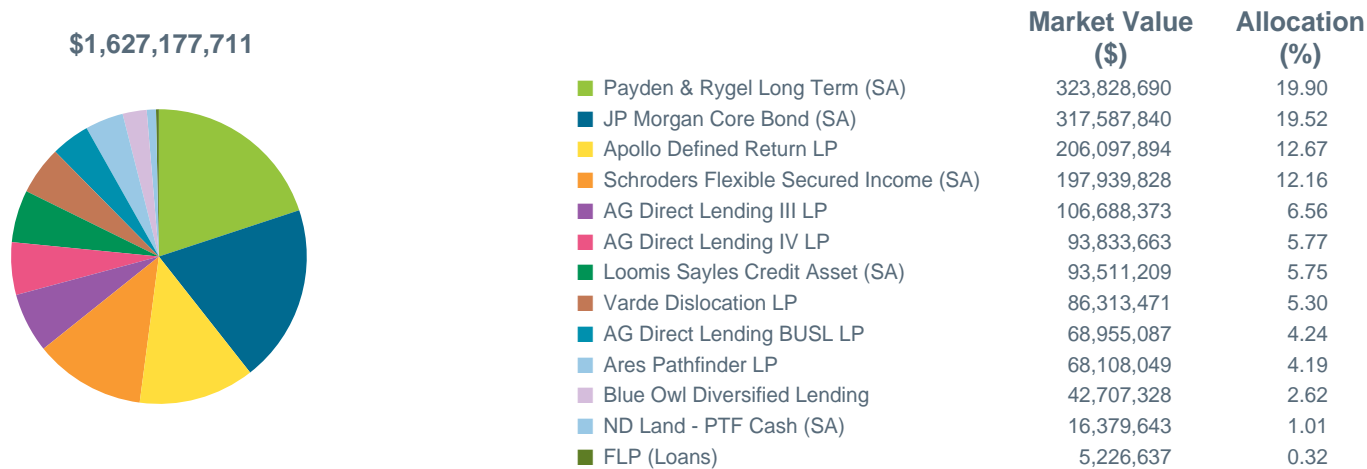 $1,627,177,711
Market Value Allocation
($) (%)
Payden & Rygel Long Term (SA) 323,828,690 19.90
JP Morgan Core Bond (SA) 317,587,840 19.52
Apollo Defined Return LP 206,097,894 12.67
Schroders Flexible Secured Income (SA) 197,939,828 12.16
AG Direct Lending III LP 106,688,373 6.56
AG Direct Lending IV LP 93,833,663 5.77
Loomis Sayles Credit Asset (SA) 93,511,209 5.75
Varde Dislocation LP 86,313,471 5.30
AG Direct Lending BUSL LP 68,955,087 4.24
Ares Pathfinder LP 68,108,049 4.19
Blue Owl Diversified Lending 42,707,328 2.62
ND Land - PTF Cash (SA) 16,379,643 1.01
FLP (Loans) 5,226,637 0.32